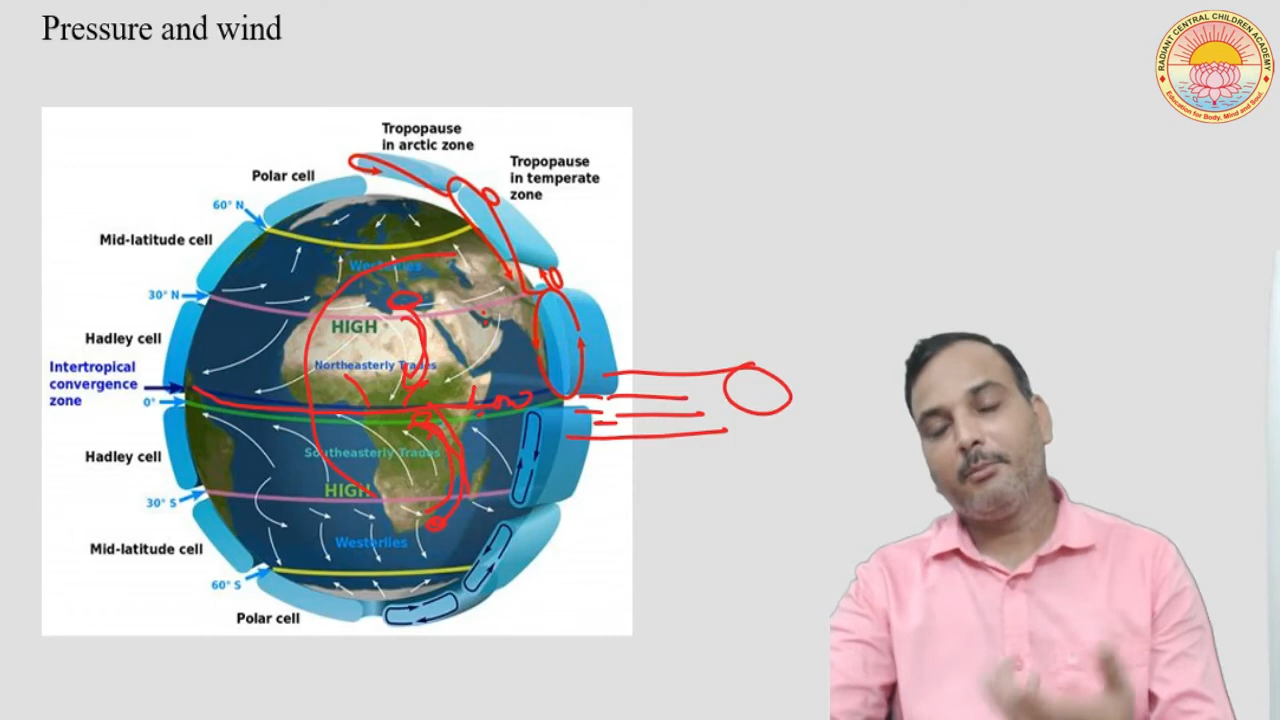 Pressure and wind
RADIANT CENTRAL CHILDREN ACADEMY
Education for Body, Mind and Soul.
Tropopause
in arctic zone
Tropopause
in temperate
zone
Polar cell
60° N
Mid-latitude cell
Westerlies
30° N
HIGH
Hadley cell
Northeasterly Trades
Intertropical
convergence
zone
0°
Low
Southeasterly Trades
Hadley cell
HIGH
30° S
Westerlies
Mid-latitude cell
60° S
Polar cell